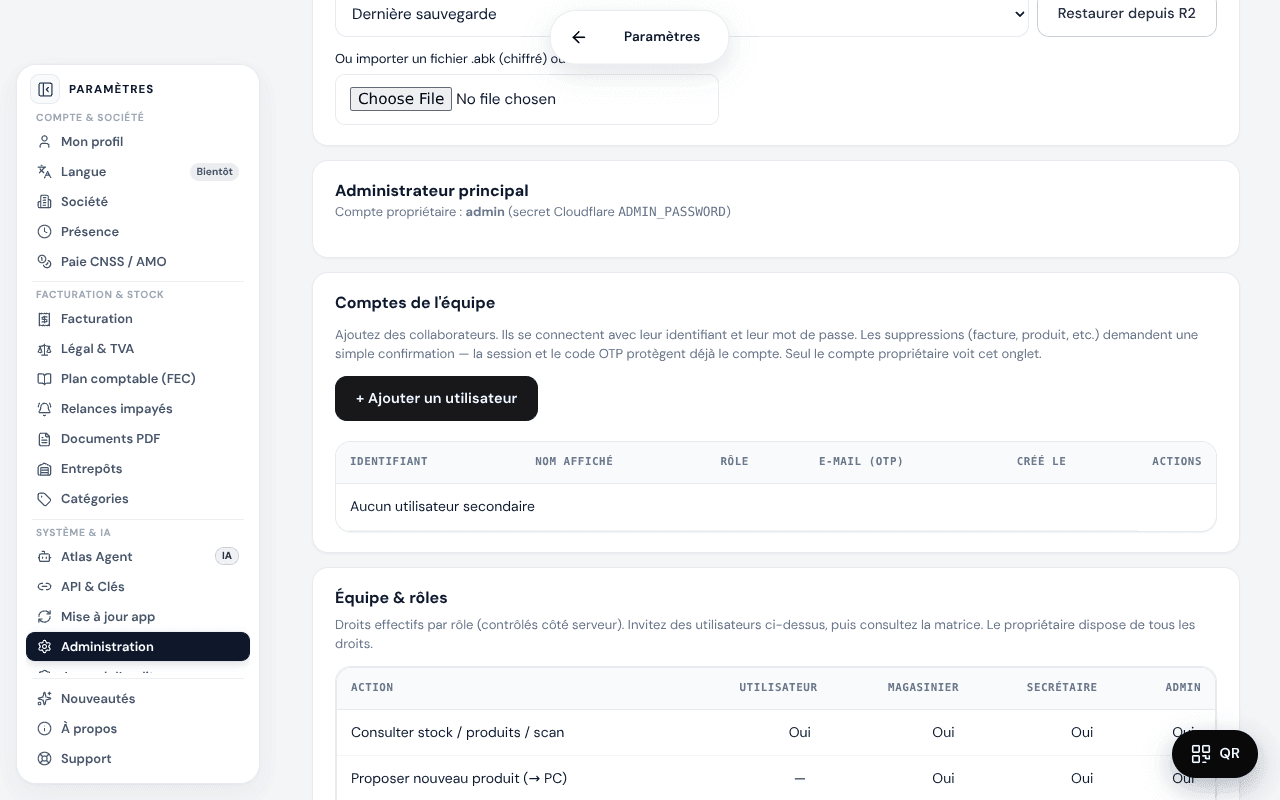 Dernière sauvegarde
Restaurer depuis R2
Paramètres
Ou importer un fichier .abk (chiffré)
Choose File No file chosen
PARAMÈTRES
COMPTE & SOCIÉTÉ
Mon profil
Langue Bientôt
Société
Présence
Paie CNSS / AMO
FACTURATION & STOCK
Facturation
Légal & TVA
Plan comptable (FEC)
Relances impayés
Documents PDF
Entrepôts
Catégories
SYSTÈME & IA
Atlas Agent IA
API & Clés
Mise à jour app
Administration
Nouveautés
À propos
Support
Administrateur principal
Compte propriétaire : admin (secret Cloudflare ADMIN_PASSWORD)
Comptes de l'équipe
Ajoutez des collaborateurs. Ils se connectent avec leur identifiant et leur mot de passe. Les suppressions (facture, produit, etc.) demandent une
simple confirmation — la session et le code OTP protègent déjà le compte. Seul le compte propriétaire voit cet onglet.
+ Ajouter un utilisateur
IDENTIFIANT NOM AFFICHÉ RÔLE E-MAIL (OTP) CRÉÉ LE ACTIONS
Aucun utilisateur secondaire
Équipe & rôles
Droits effectifs par rôle (contrôlés côté serveur). Invitez des utilisateurs ci-dessus, puis consultez la matrice. Le propriétaire dispose de tous les
droits.
ACTION UTILISATEUR MAGASINIER SECRÉTAIRE ADMIN
Consulter stock / produits / scan Oui Oui Oui Oui
Proposer nouveau produit (→ PC) — Oui Oui Oui
QR